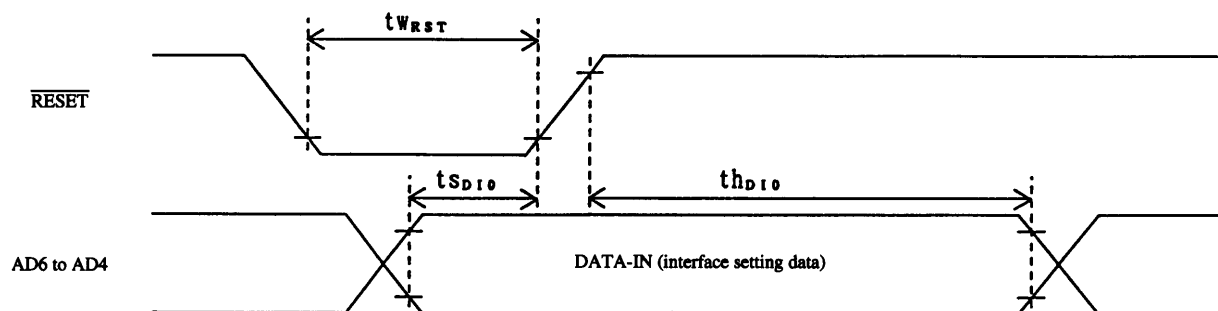 twRST
RESET
tsDIO
thDIO
AD6 to AD4
DATA-IN (interface setting data)